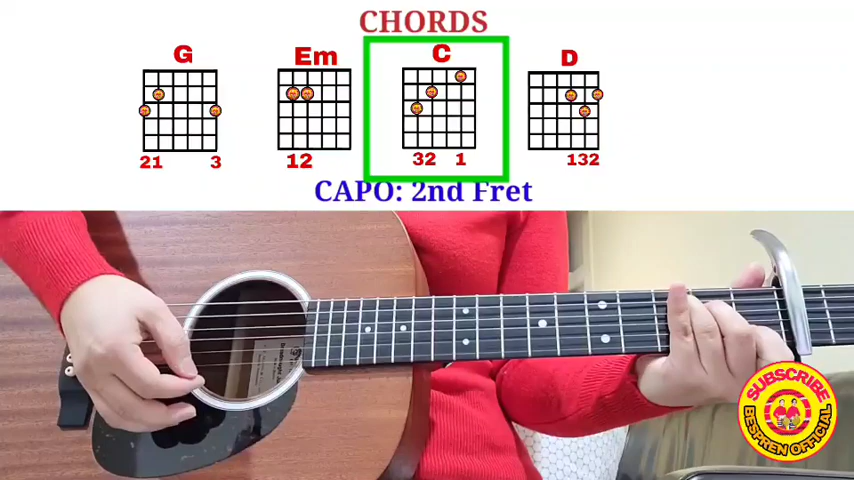 CHORDS
G Em C D
21 3 12 32 1 132
CAPO: 2nd Fret
SUBSCRIBE
BESPREN OFFICIAL